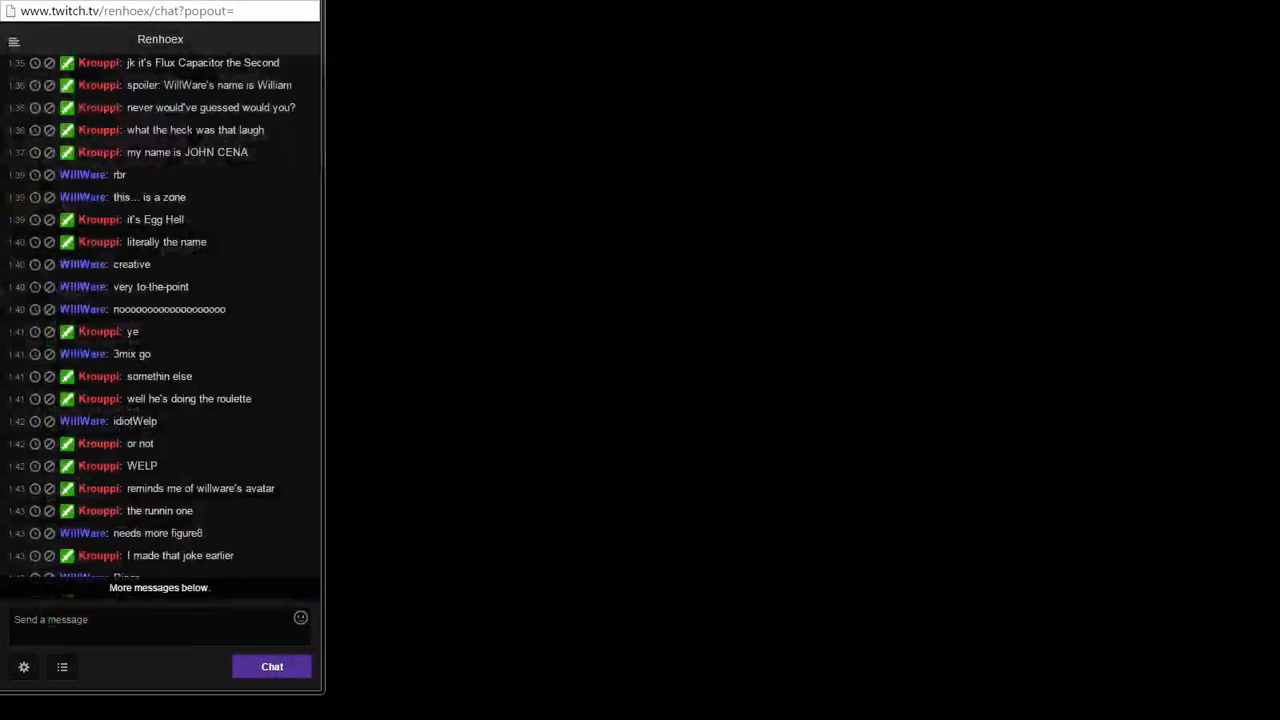 www.twitch.tv/renhoex/chat?popout=
Renhoex
1:35 Krouppi: jk it's Flux Capacitor the Second
1:36 Krouppi: spoiler: WillWare's name is William
1:36 Krouppi: never would've guessed would you?
1:36 Krouppi: what the heck was that laugh
1:37 Krouppi: my name is JOHN CENA
1:39 WillWare: rbr
1:39 WillWare: this... is a zone
1:39 Krouppi: it's Egg Hell
1:40 Krouppi: literally the name
1:40 WillWare: creative
1:40 WillWare: very to-the-point
1:40 WillWare: noooooooooooooooooo
1:41 Krouppi: ye
1:41 WillWare: 3mix go
1:41 Krouppi: somethin else
1:41 Krouppi: well he's doing the roulette
1:42 WillWare: idiotWelp
1:42 Krouppi: or not
1:42 Krouppi: WELP
1:43 Krouppi: reminds me of willware's avatar
1:43 Krouppi: the runnin one
1:43 WillWare: needs more figure8
1:43 Krouppi: I made that joke earlier
WillWare:
More messages below.
Send a message
Chat